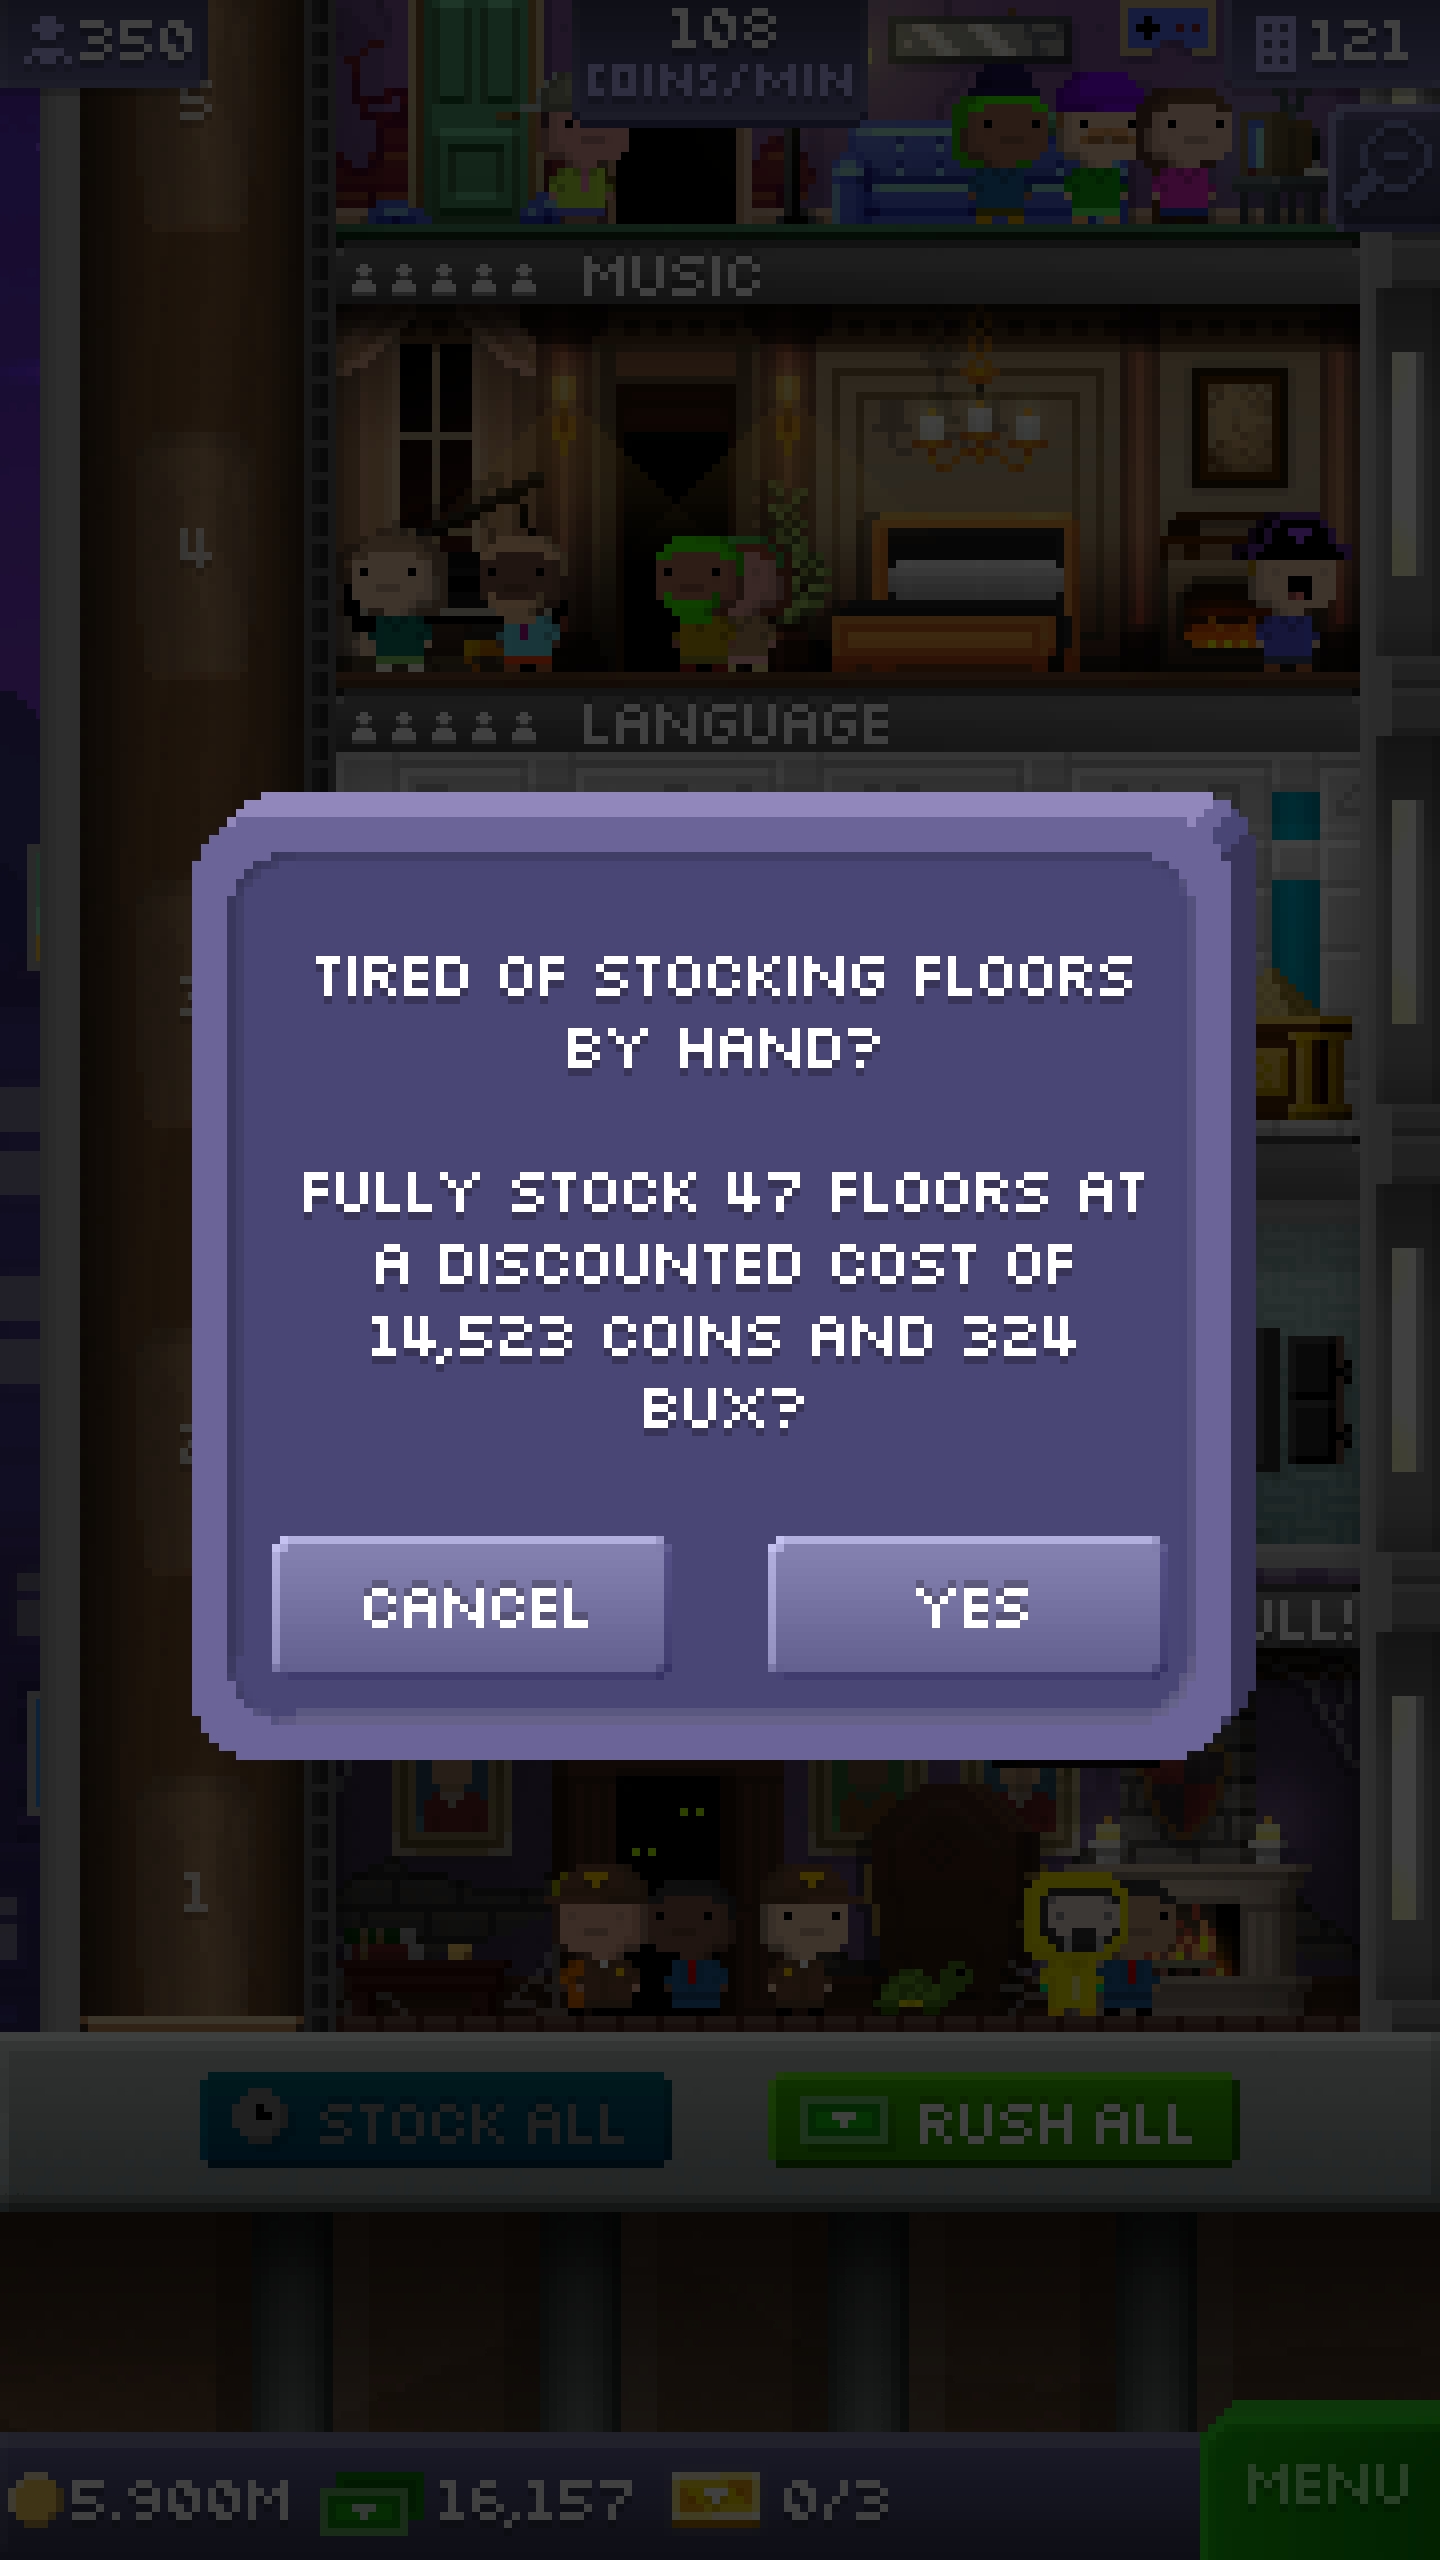 350
108
COINS/MIN
121
5
MUSIC
4
LANGUAGE
TIRED OF STOCKING FLOORS
BY HAND?
FULLY STOCK 47 FLOORS AT
A DISCOUNTED COST OF
14,523 COINS AND 324
BUX?
CANCEL
YES
1
STOCK ALL
RUSH ALL
5.900M
16,157
0/3
MENU